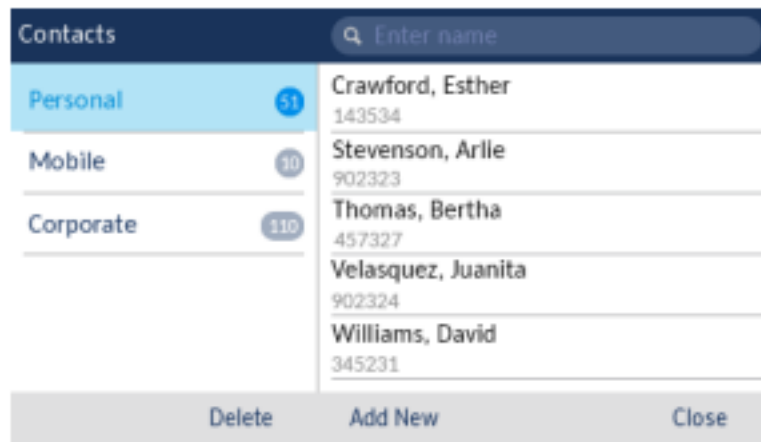 Contacts
Enter name
Personal 51
Mobile 10
Corporate 110
Crawford, Esther
143534
Stevenson, Arlie
902323
Thomas, Bertha
457327
Velasquez, Juanita
902324
Williams, David
345231
Delete Add New Close